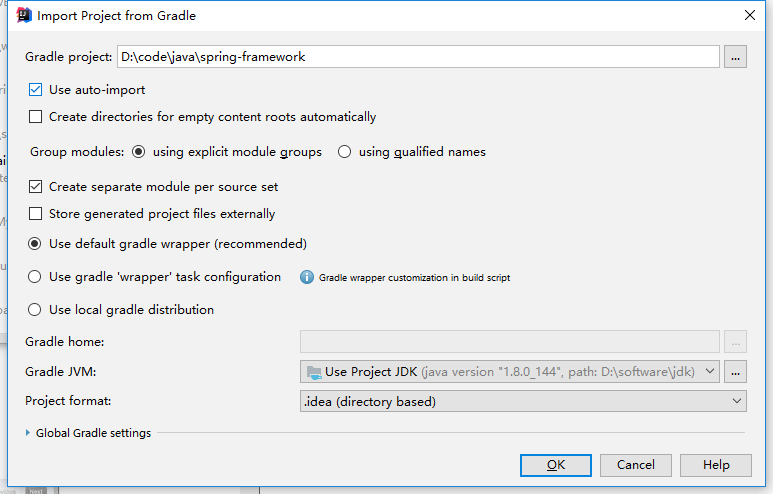 Import Project from Gradle
Gradle project: D:\code\java\spring-framework ...
Use auto-import
Create directories for empty content roots automatically
Group modules: using explicit module groups using qualified names
Create separate module per source set
Store generated project files externally
Use default gradle wrapper (recommended)
Use gradle 'wrapper' task configuration Gradle wrapper customization in build script
Use local gradle distribution
Gradle home: ...
Gradle JVM: Use Project JDK (java version "1.8.0_144", path: D:\software\jdk) ...
Project format: .idea (directory based)
Global Gradle settings
OK Cancel Help
Next